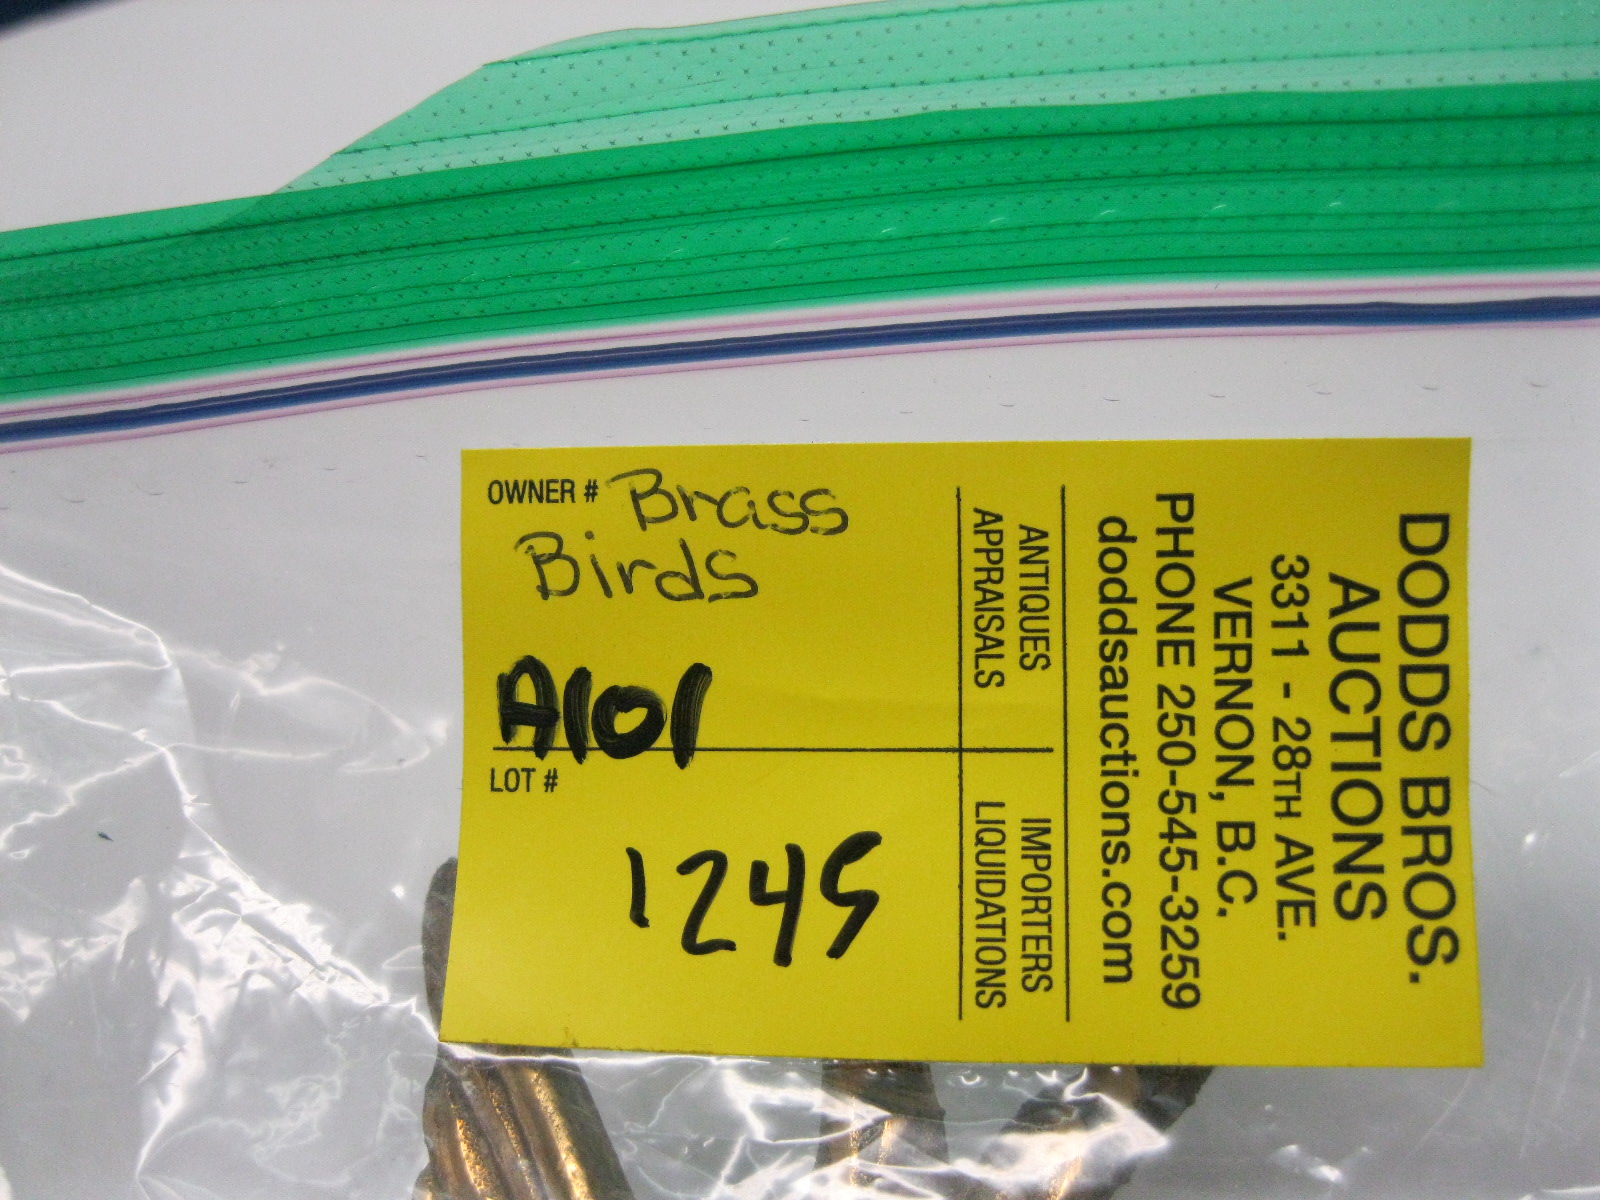 OWNER # Brass
Birds
A101
LOT #
1245
ANTIQUES
APPRAISALS
IMPORTERS
LIQUIDATIONS
DODDS BROS.
AUCTIONS
3311 - 28TH AVE.
VERNON, B.C.
PHONE 250-545-3259
doddsauctions.com